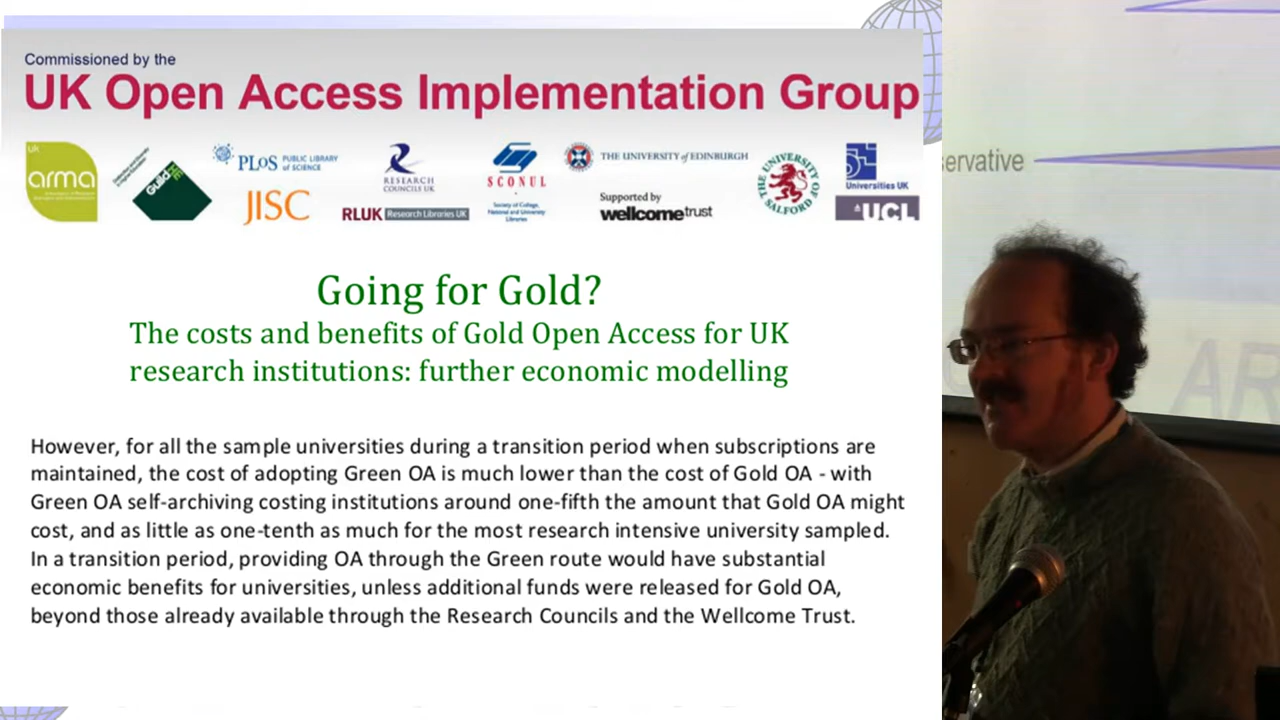 Commissioned by the
UK Open Access Implementation Group
UK
arma
Guild HE
PLoS PUBLIC LIBRARY
of SCIENCE
JISC
RESEARCH
COUNCILS UK
RLUK Research Libraries UK
SCONUL
Society of College,
National and University
Libraries
THE UNIVERSITY of EDINBURGH
Supported by
wellcometrust
THE UNIVERSITY OF SALFORD
Universities UK
UCL
Going for Gold?
The costs and benefits of Gold Open Access for UK
research institutions: further economic modelling
However, for all the sample universities during a transition period when subscriptions are
maintained, the cost of adopting Green OA is much lower than the cost of Gold OA - with
Green OA self-archiving costing institutions around one-fifth the amount that Gold OA might
cost, and as little as one-tenth as much for the most research intensive university sampled.
In a transition period, providing OA through the Green route would have substantial
economic benefits for universities, unless additional funds were released for Gold OA,
beyond those already available through the Research Councils and the Wellcome Trust.
servative
AR